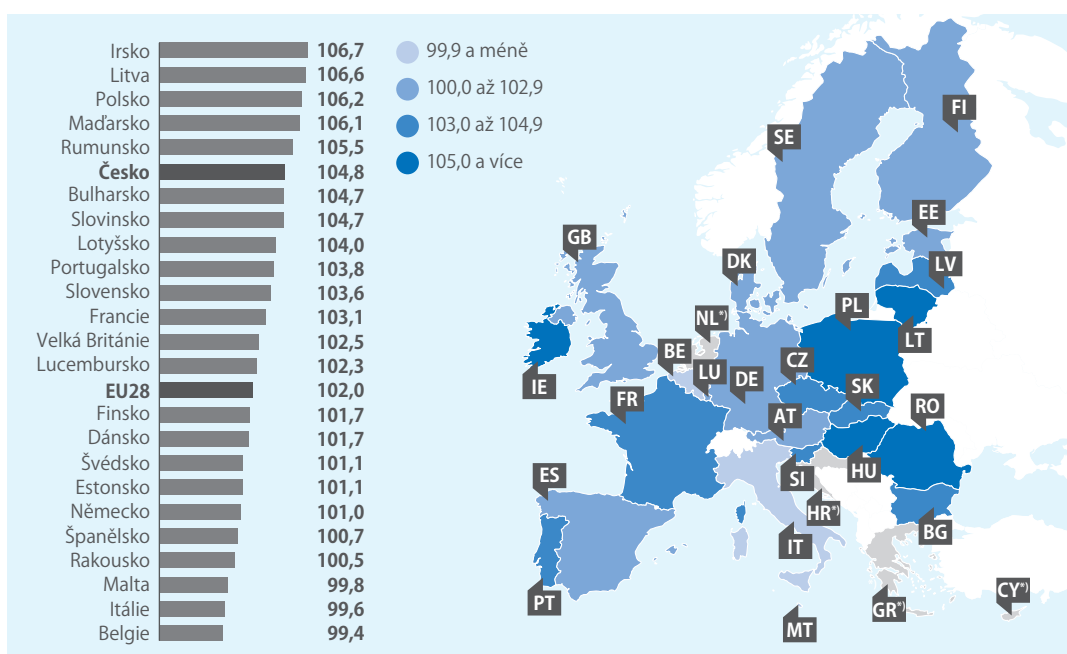 Irsko 106,7
Litva 106,6
Polsko 106,2
Maďarsko 106,1
Rumunsko 105,5
Česko 104,8
Bulharsko 104,7
Slovinsko 104,7
Lotyšsko 104,0
Portugalsko 103,8
Slovensko 103,6
Francie 103,1
Velká Británie 102,5
Lucembursko 102,3
EU28 102,0
Finsko 101,7
Dánsko 101,7
Švédsko 101,1
Estonsko 101,1
Německo 101,0
Španělsko 100,7
Rakousko 100,5
Malta 99,8
Itálie 99,6
Belgie 99,4
99,9 a méně
100,0 až 102,9
103,0 až 104,9
105,0 a více
FI
SE
EE
GB
DK
LV
PL
NL*)
LT
BE
CZ
IE
LU
DE
SK
FR
RO
AT
ES
SI
HU
HR*)
BG
IT
PT
GR*)
CY*)
MT